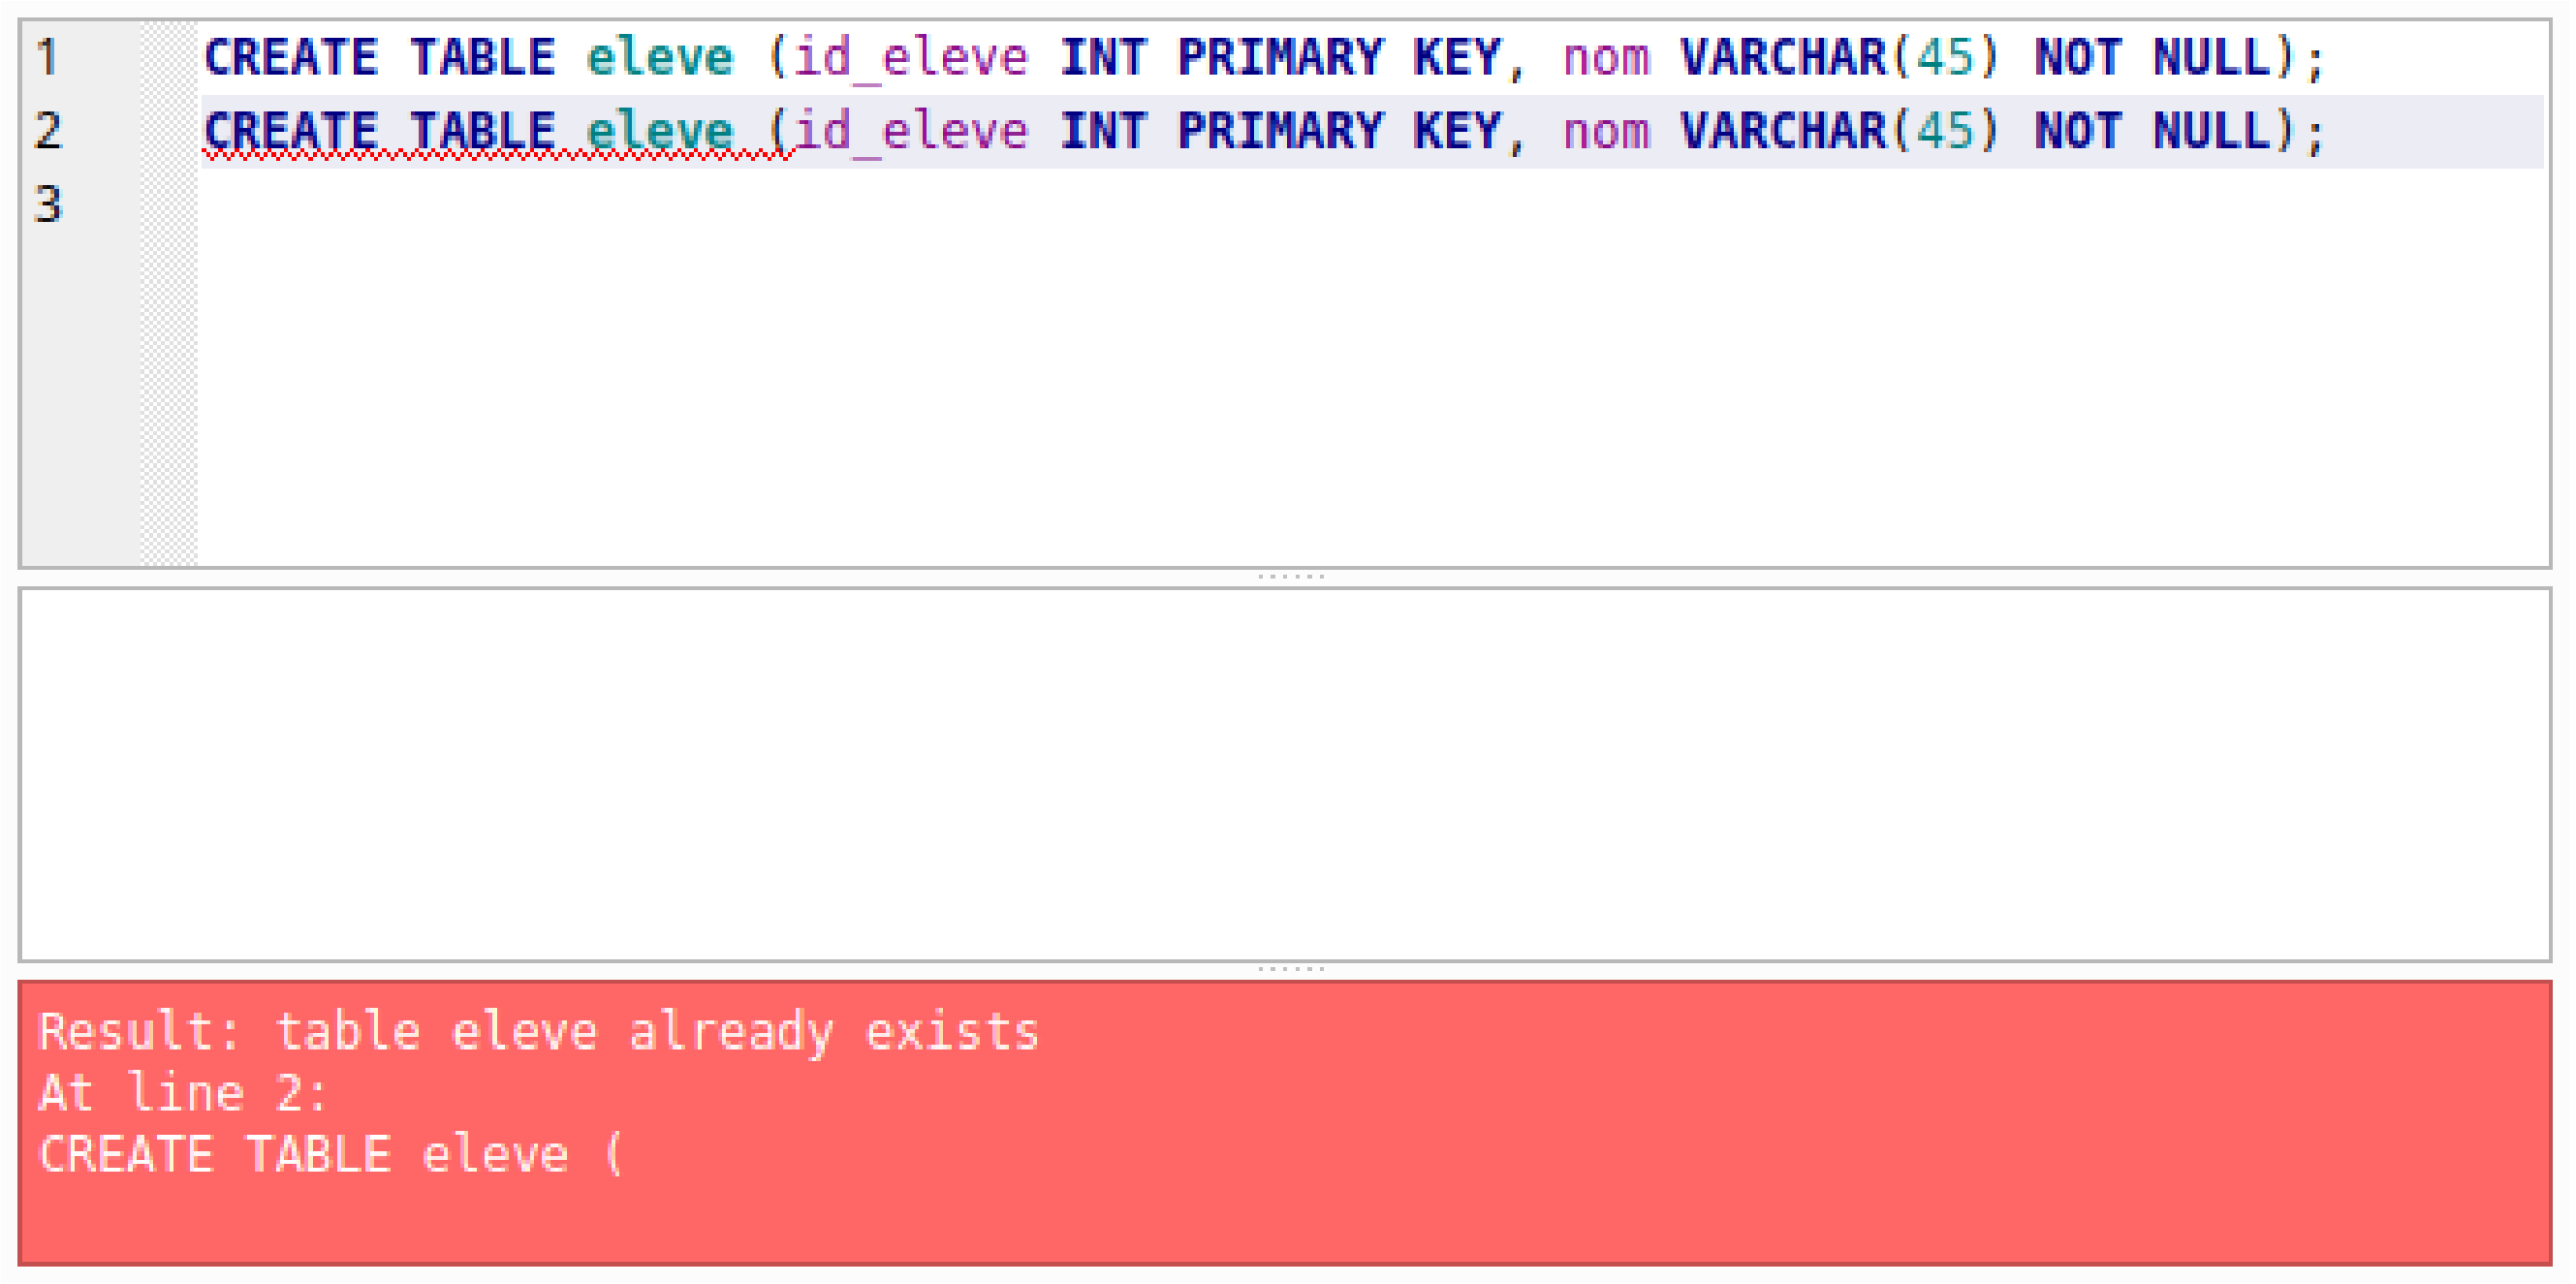 1 CREATE TABLE eleve (id_eleve INT PRIMARY KEY, nom VARCHAR(45) NOT NULL);
2 CREATE TABLE eleve (id_eleve INT PRIMARY KEY, nom VARCHAR(45) NOT NULL);
3
Result: table eleve already exists
At line 2:
CREATE TABLE eleve (